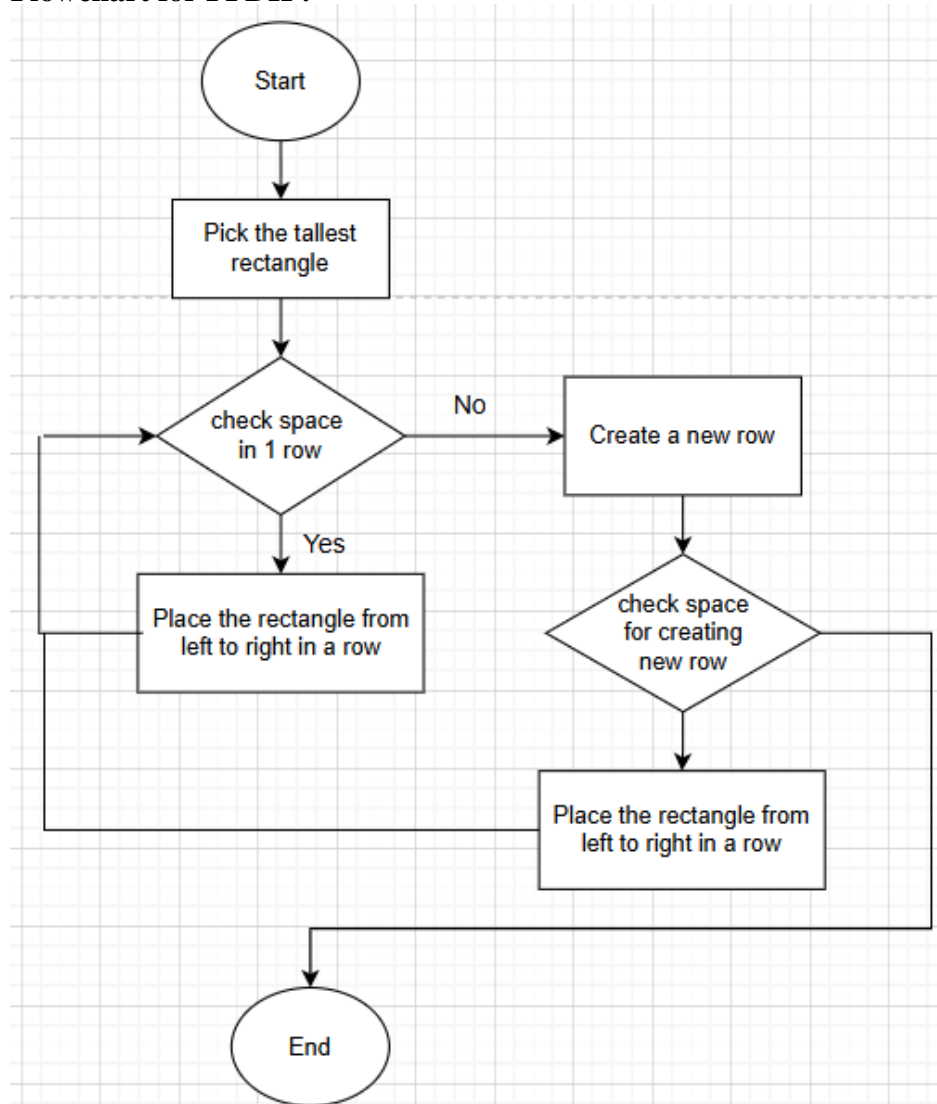 Start
Pick the tallest
rectangle
check space
in 1 row
No
Create a new row
Yes
Place the rectangle from
left to right in a row
check space
for creating
new row
Place the rectangle from
left to right in a row
End